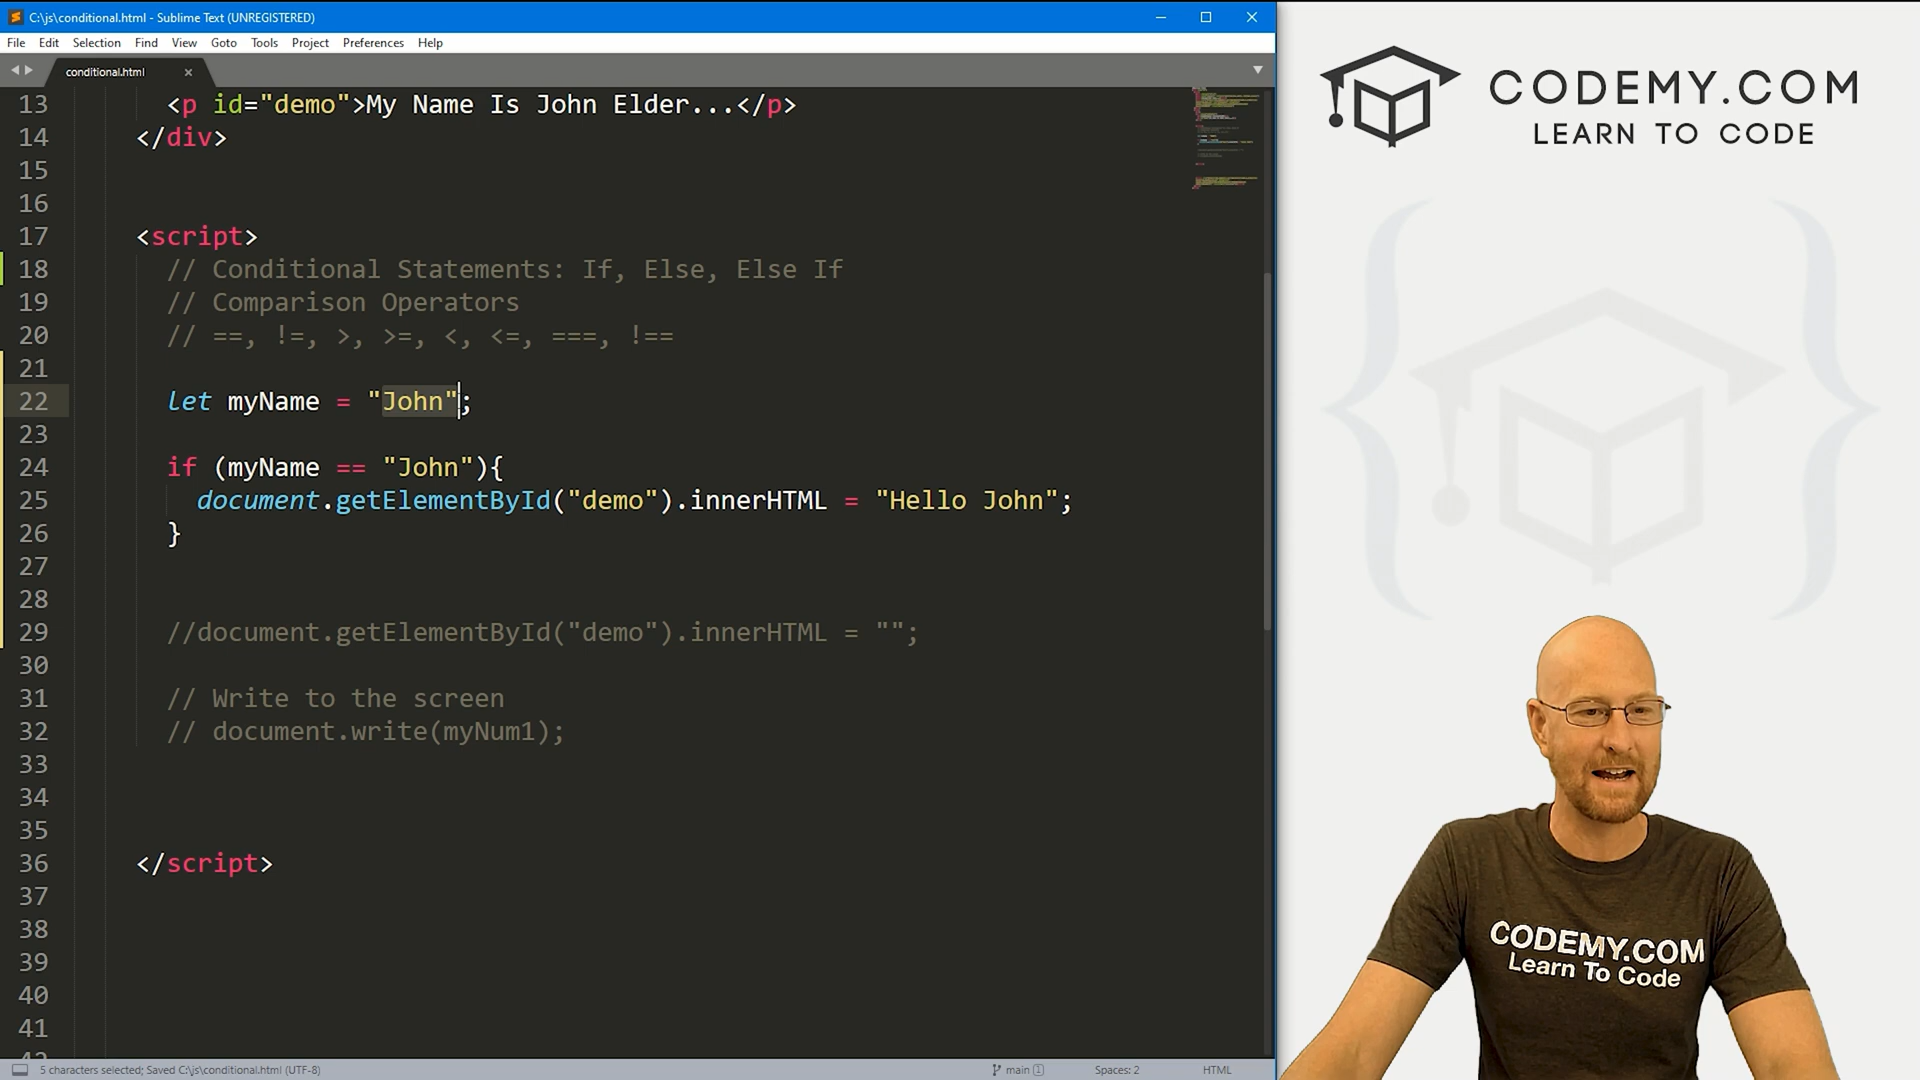 C:\js\conditional.html - Sublime Text (UNREGISTERED)
File Edit Selection Find View Goto Tools Project Preferences Help
conditional.html
13 <p id="demo">My Name Is John Elder...</p>
14 </div>
15
16
17 <script>
18 // Conditional Statements: If, Else, Else If
19 // Comparison Operators
20 // ==, !=, >, >=, <, <=, ===, !==
21
22 let myName = "John";
23
24 if (myName == "John"){
25 document.getElementById("demo").innerHTML = "Hello John";
26 }
27
28
29 //document.getElementById("demo").innerHTML = "";
30
31 // Write to the screen
32 // document.write(myNum1);
33
34
35
36 </script>
37
38
39
40
41
5 characters selected; Saved C:\js\conditional.html (UTF-8) main 1 Spaces: 2 HTML
CODEMY.COM
LEARN TO CODE
CODEMY.COM
Learn To Code